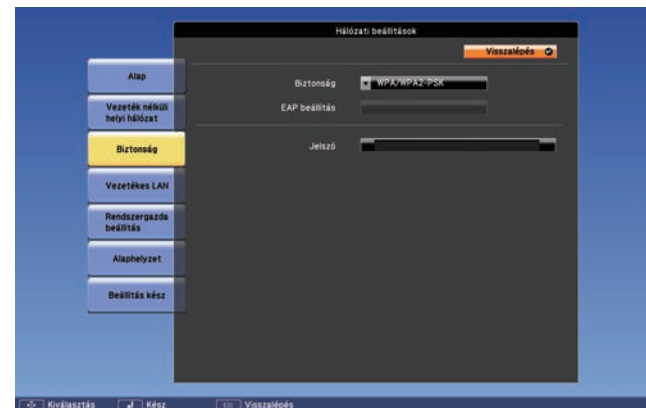 Hálózati beállítások
Visszalépés
Alap
Vezeték nélküli
helyi hálózat
Biztonság
Vezetékes LAN
Rendszergazda
beállítás
Alaphelyzet
Beállítás kész
Biztonság WPA/WPA2-PSK
EAP beállítás
Jelszó
Kiválasztás Kész Visszalépés